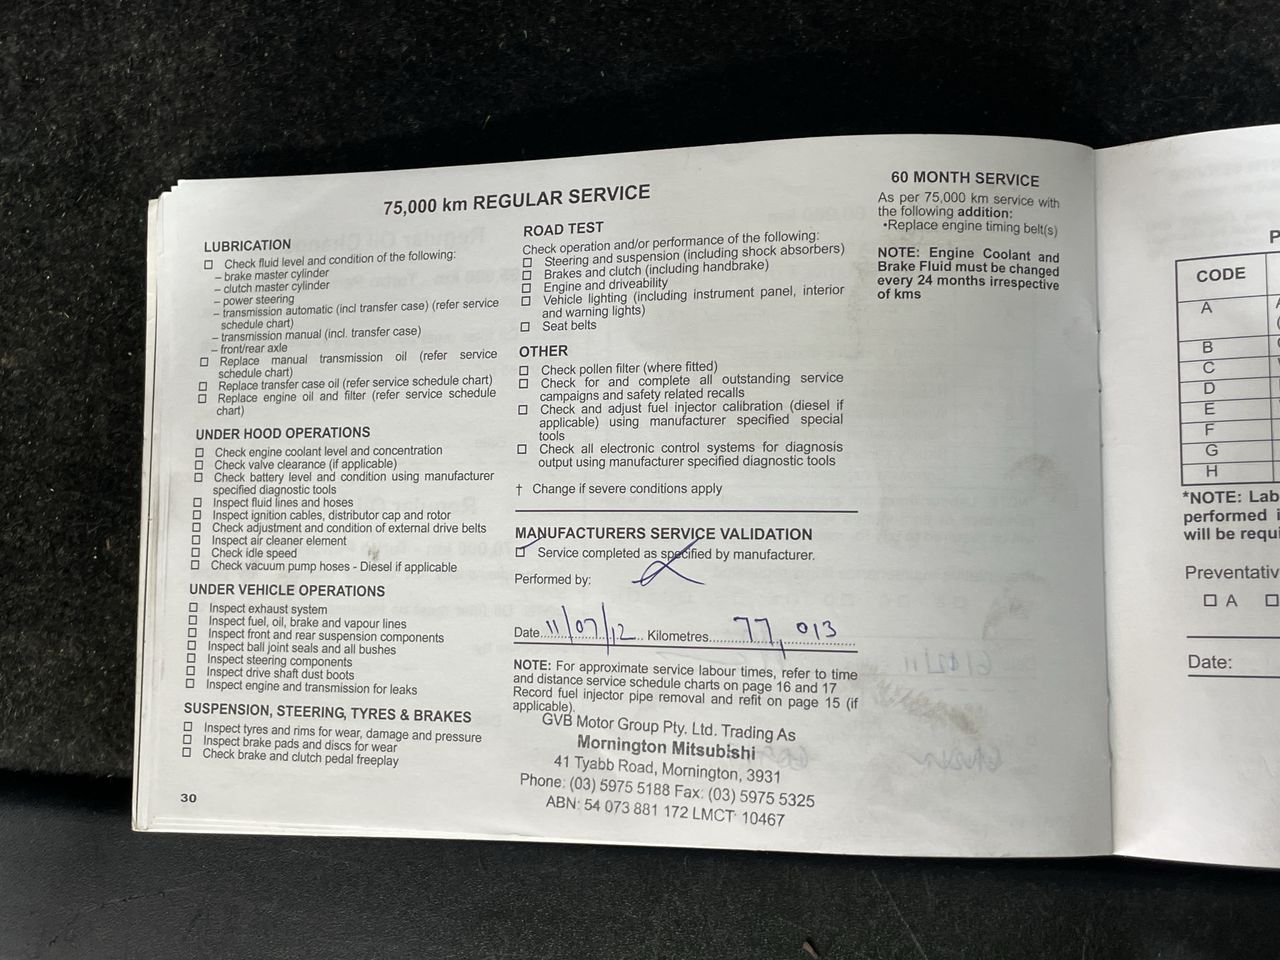 75,000 km REGULAR SERVICE
LUBRICATION
☐ Check fluid level and condition of the following:
– brake master cylinder
– clutch master cylinder
– power steering
– transmission automatic (incl transfer case) (refer service
schedule chart)
– transmission manual (incl. transfer case)
– front/rear axle
☐ Replace manual transmission oil (refer service
schedule chart)
☐ Replace transfer case oil (refer service schedule chart)
☐ Replace engine oil and filter (refer service schedule
chart)
UNDER HOOD OPERATIONS
☐ Check engine coolant level and concentration
☐ Check valve clearance (if applicable)
☐ Check battery level and condition using manufacturer
specified diagnostic tools
☐ Inspect fluid lines and hoses
☐ Inspect ignition cables, distributor cap and rotor
☐ Check adjustment and condition of external drive belts
☐ Inspect air cleaner element
☐ Check idle speed
☐ Check vacuum pump hoses - Diesel if applicable
UNDER VEHICLE OPERATIONS
☐ Inspect exhaust system
☐ Inspect fuel, oil, brake and vapour lines
☐ Inspect front and rear suspension components
☐ Inspect ball joint seals and all bushes
☐ Inspect steering components
☐ Inspect drive shaft dust boots
☐ Inspect engine and transmission for leaks
SUSPENSION, STEERING, TYRES & BRAKES
☐ Inspect tyres and rims for wear, damage and pressure
☐ Inspect brake pads and discs for wear
☐ Check brake and clutch pedal freeplay
30
ROAD TEST
Check operation and/or performance of the following:
☐ Steering and suspension (including shock absorbers)
☐ Brakes and clutch (including handbrake)
☐ Engine and driveability
☐ Vehicle lighting (including instrument panel, interior
☐ and warning lights)
☐ Seat belts
OTHER
☐ Check pollen filter (where fitted)
☐ Check for and complete all outstanding service
campaigns and safety related recalls
☐ Check and adjust fuel injector calibration (diesel if
applicable) using manufacturer specified special
tools
☐ Check all electronic control systems for diagnosis
output using manufacturer specified diagnostic tools
† Change if severe conditions apply
MANUFACTURERS SERVICE VALIDATION
☑ Service completed as specified by manufacturer.
Performed by:
Date 11/07/12 Kilometres 77,013
NOTE: For approximate service labour times, refer to time
and distance service schedule charts on page 16 and 17
Record fuel injector pipe removal and refit on page 15 (if
applicable).
GVB Motor Group Pty. Ltd. Trading As
Mornington Mitsubishi
41 Tyabb Road, Mornington, 3931
Phone: (03) 5975 5188 Fax: (03) 5975 5325
ABN: 54 073 881 172 LMCT 10467
60 MONTH SERVICE
As per 75,000 km service with
the following addition:
•Replace engine timing belt(s)
NOTE: Engine Coolant and
Brake Fluid must be changed
every 24 months irrespective
of kms
CODE
A
B
C
D
E
F
G
H
*NOTE: Lab
performed i
will be requi
Preventativ
☐ A ☐
Date: